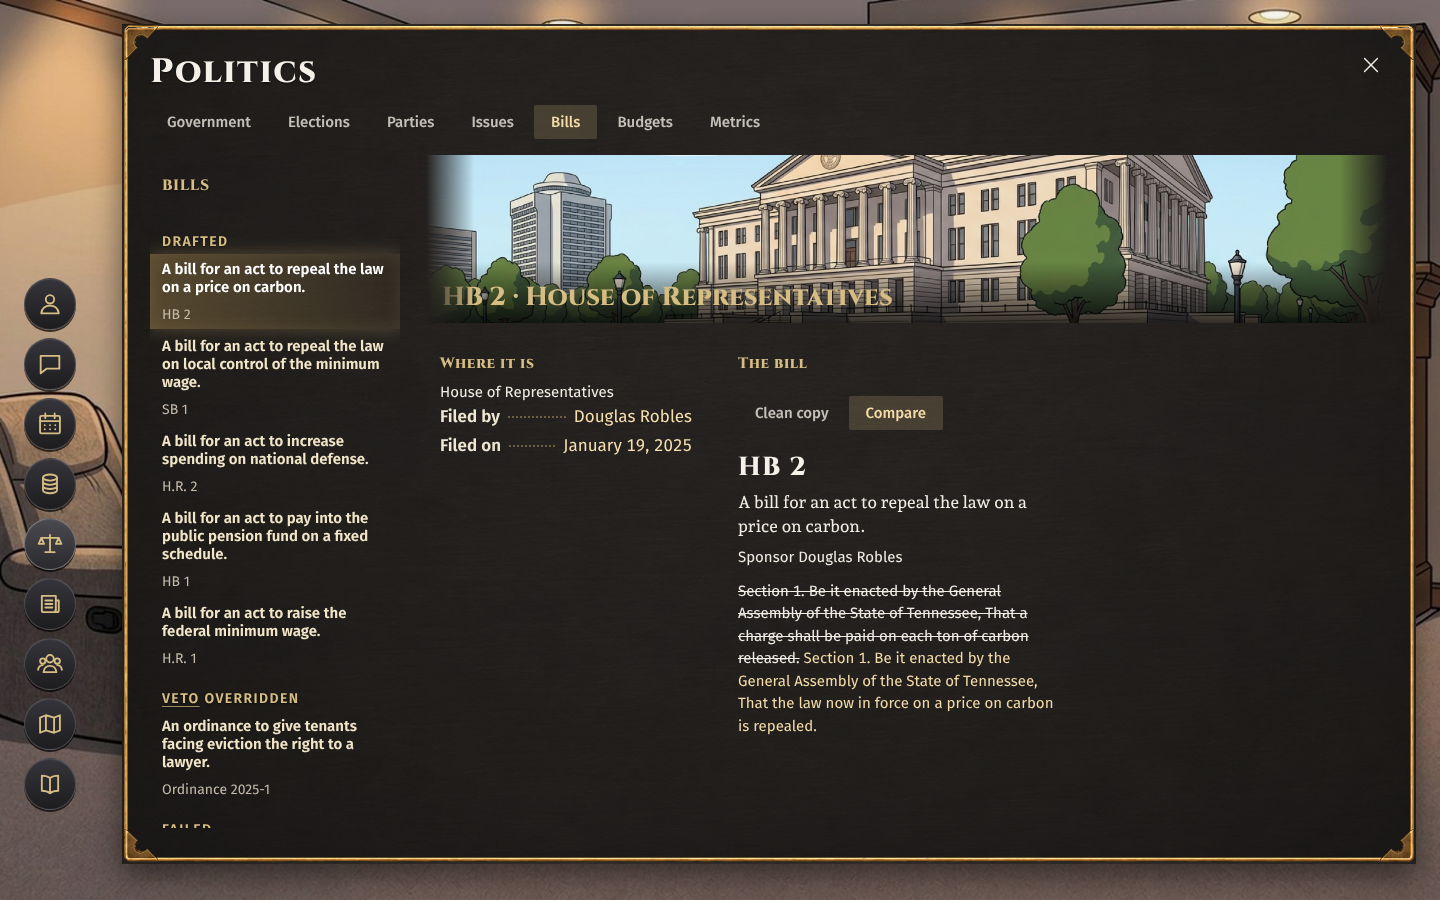 Politics
Government Elections Parties Issues Bills Budgets Metrics
BILLS
DRAFTED
A bill for an act to repeal the law
on a price on carbon.
HB 2
A bill for an act to repeal the law
on local control of the minimum
wage.
SB 1
A bill for an act to increase
spending on national defense.
H.R. 2
A bill for an act to pay into the
public pension fund on a fixed
schedule.
HB 1
A bill for an act to raise the
federal minimum wage.
H.R. 1
VETO OVERRIDDEN
An ordinance to give tenants
facing eviction the right to a
lawyer.
Ordinance 2025-1
FAILED
HB 2 · House of Representatives
Where it is
House of Representatives
Filed by Douglas Robles
Filed on January 19, 2025
The bill
Clean copy Compare
HB 2
A bill for an act to repeal the law on a
price on carbon.
Sponsor Douglas Robles
Section 1. Be it enacted by the General
Assembly of the State of Tennessee, That a
charge shall be paid on each ton of carbon
released. Section 1. Be it enacted by the
General Assembly of the State of Tennessee,
That the law now in force on a price on carbon
is repealed.